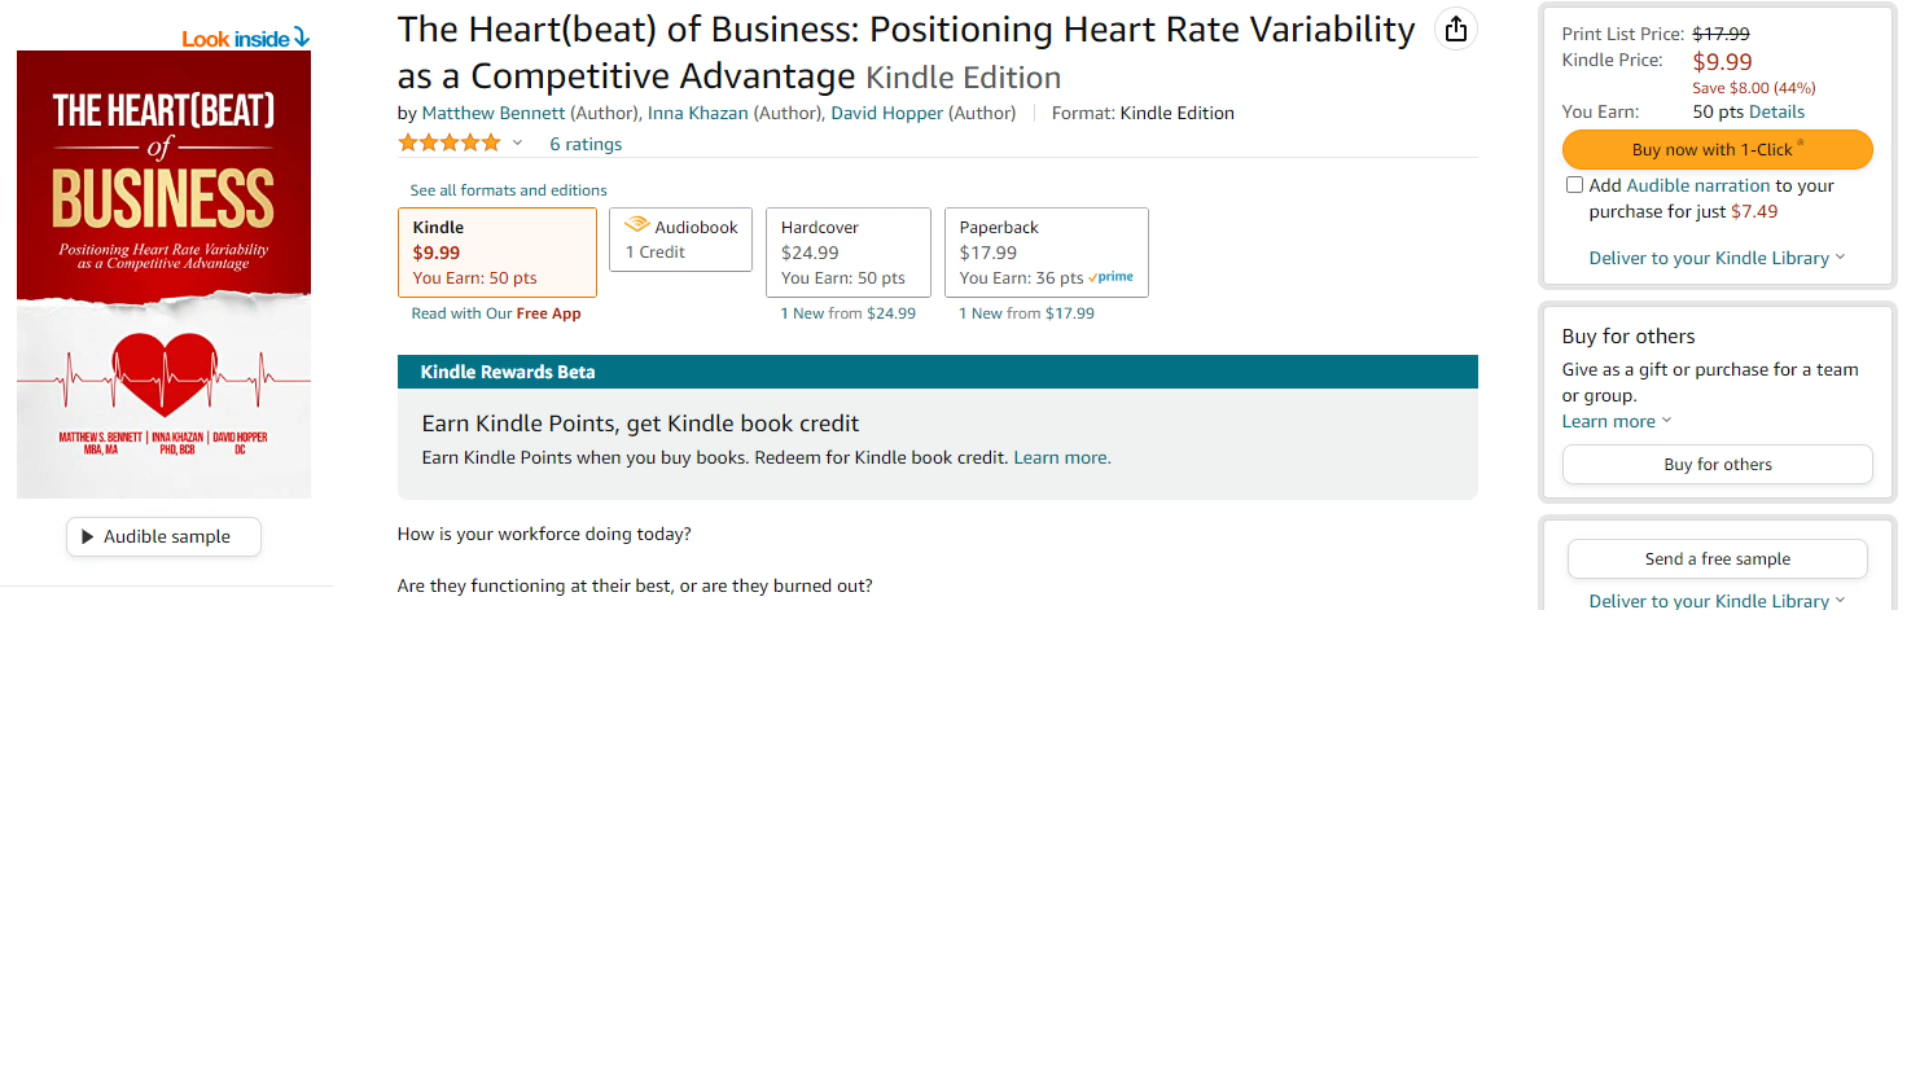 Look inside
THE HEART(BEAT)
of
BUSINESS
Positioning Heart Rate Variability
as a Competitive Advantage
MATTHEW S. BENNETT | INNA KHAZAN | DAVID HOPPER
MBA, MA PHD, BCB DC
Audible sample
The Heart(beat) of Business: Positioning Heart Rate Variability
as a Competitive Advantage Kindle Edition
by Matthew Bennett (Author), Inna Khazan (Author), David Hopper (Author) Format: Kindle Edition
6 ratings
See all formats and editions
Kindle
$9.99
You Earn: 50 pts
Read with Our Free App
Audiobook
1 Credit
Hardcover
$24.99
You Earn: 50 pts
1 New from $24.99
Paperback
$17.99
You Earn: 36 pts prime
1 New from $17.99
Kindle Rewards Beta
Earn Kindle Points, get Kindle book credit
Earn Kindle Points when you buy books. Redeem for Kindle book credit. Learn more.
How is your workforce doing today?
Are they functioning at their best, or are they burned out?
Print List Price: $17.99
Kindle Price: $9.99
Save $8.00 (44%)
You Earn: 50 pts Details
Buy now with 1-Click
Add Audible narration to your
purchase for just $7.49
Deliver to your Kindle Library
Buy for others
Give as a gift or purchase for a team
or group.
Learn more
Buy for others
Send a free sample
Deliver to your Kindle Library